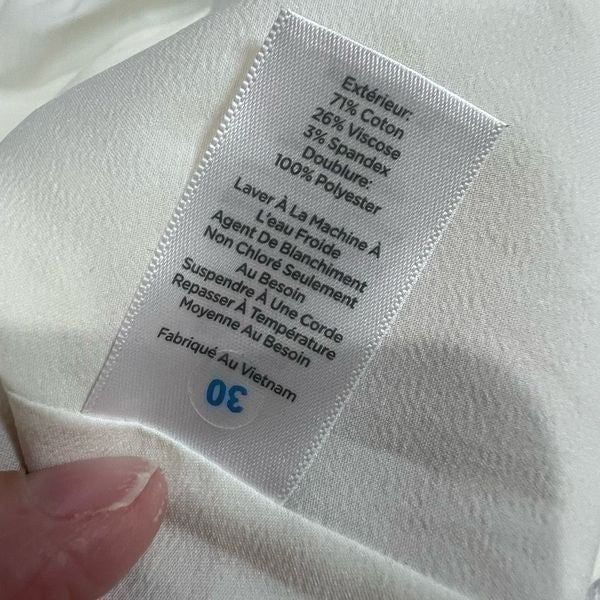 Extérieur:
71% Coton
26% Viscose
3% Spandex
Doublure:
100% Polyester
Laver À La Machine À
L'eau Froide
Agent De Blanchiment
Non Chloré Seulement
Au Besoin
Suspendre À Une Corde
Repasser À Température
Moyenne Au Besoin
Fabriqué Au Vietnam
30